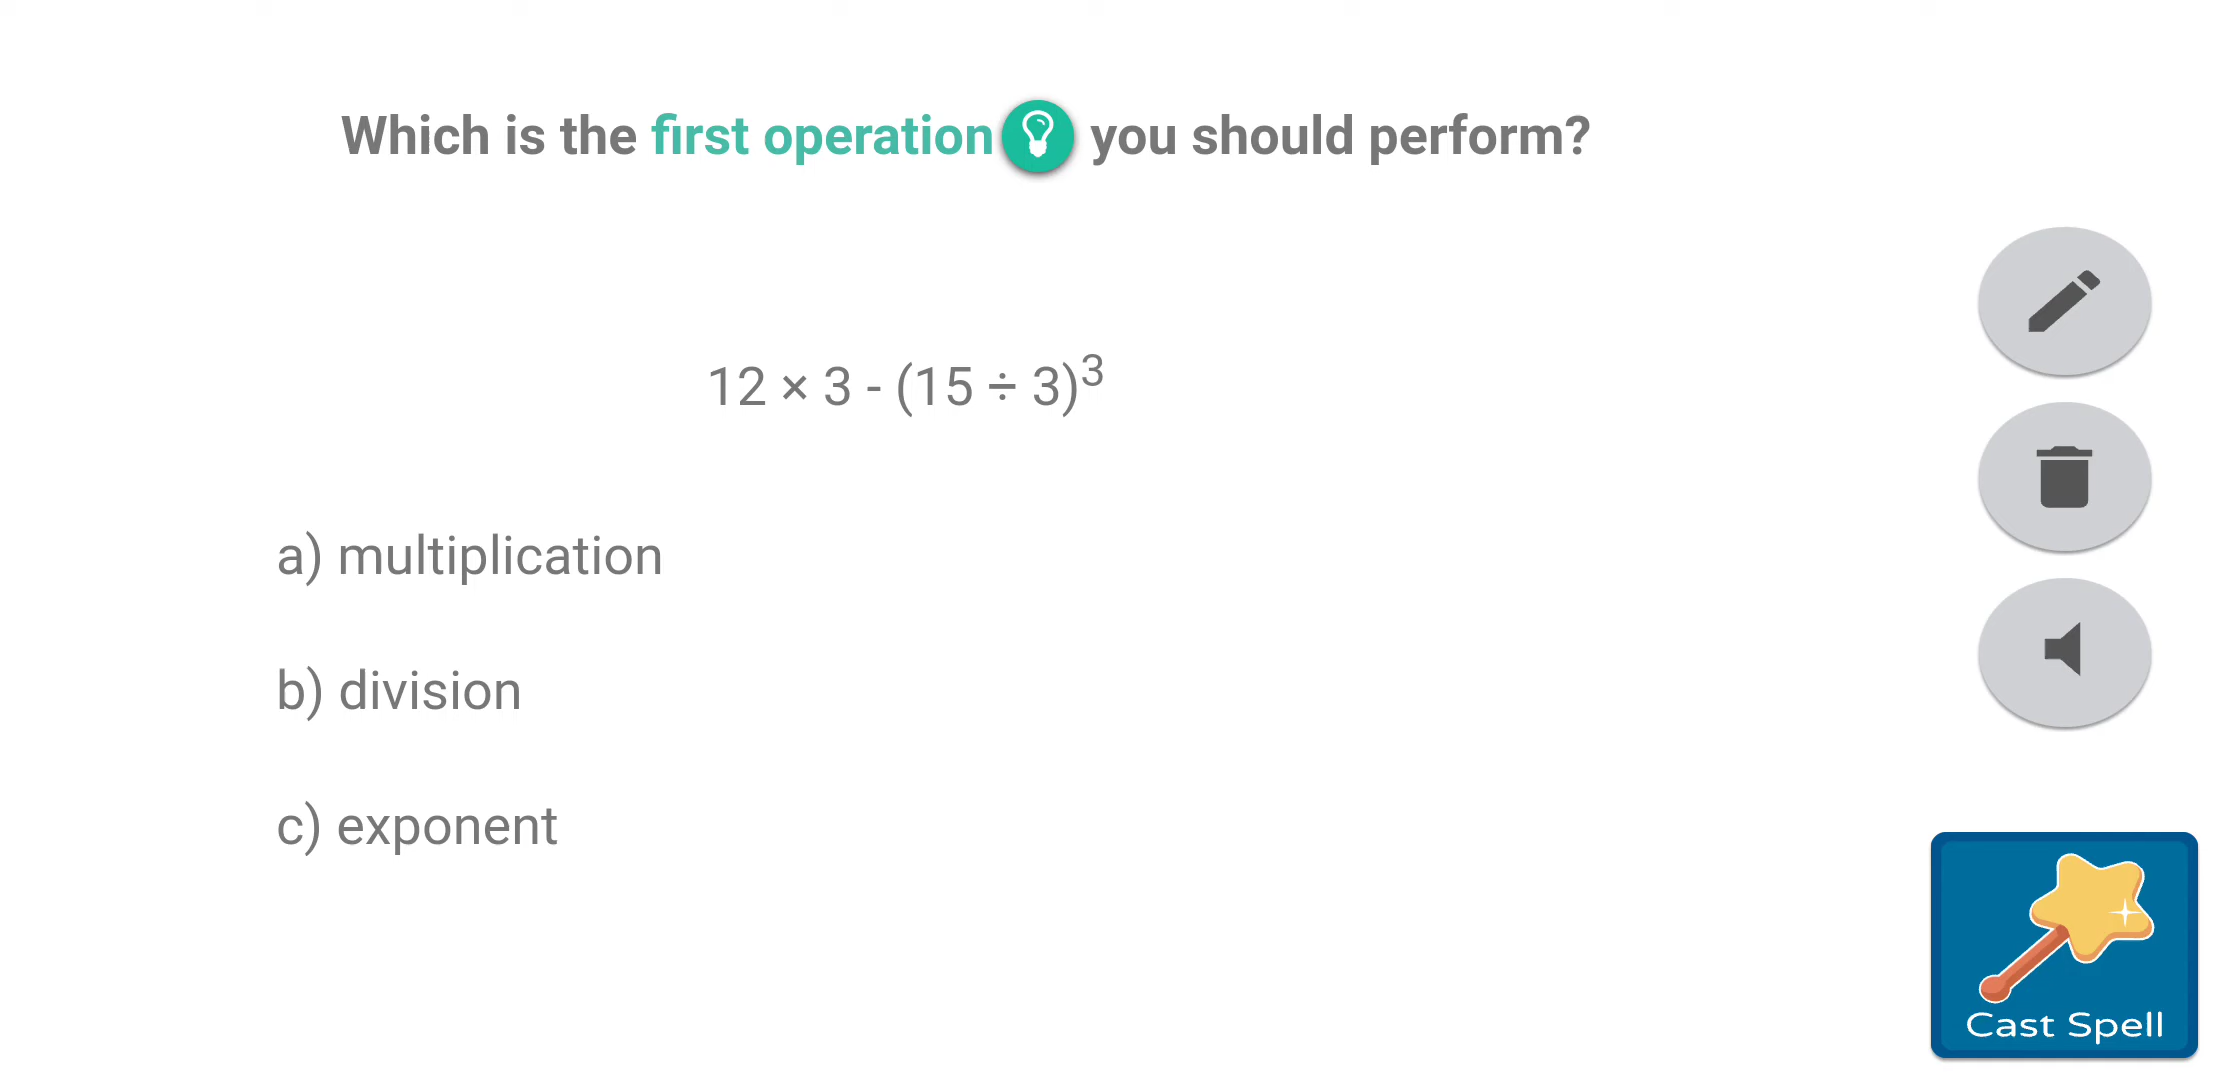 Which is the first operation you should perform?
12 × 3 - (15 ÷ 3)³
a) multiplication
b) division
c) exponent
Cast Spell